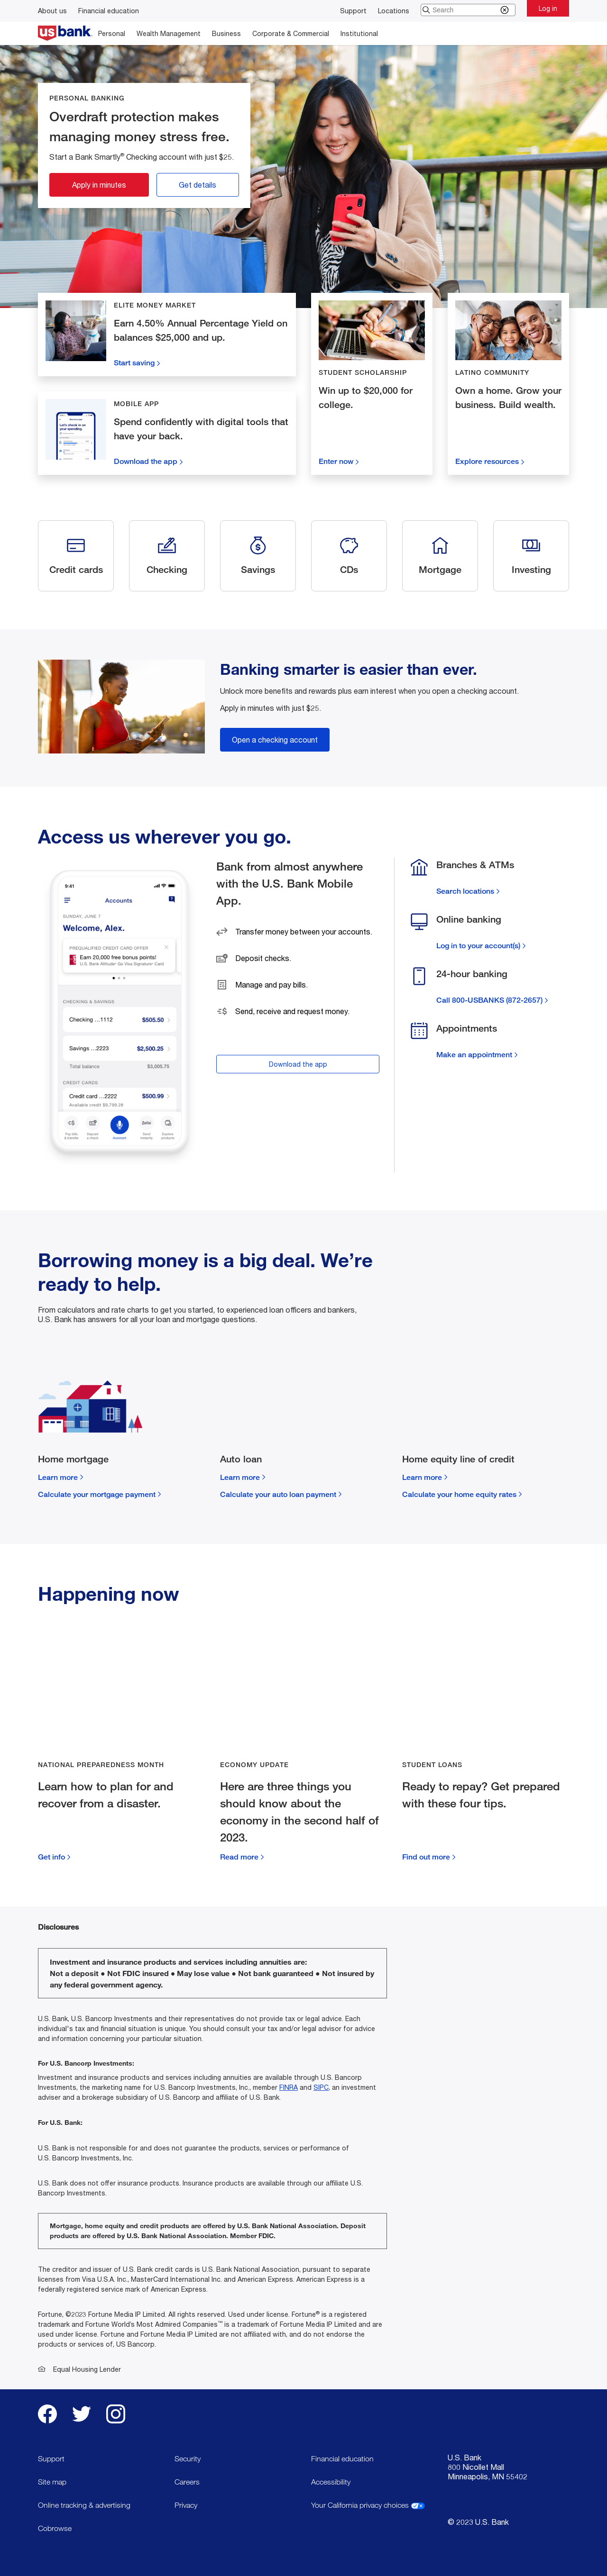 About us
Financial education
Support
Locations
Search
Log in
usbank
Personal
Wealth Management
Business
Corporate & Commercial
Institutional
PERSONAL BANKING
Overdraft protection makes
managing money stress free.
Start a Bank Smartly® Checking account with just $25.
Apply in minutes
Get details
ELITE MONEY MARKET
Earn 4.50% Annual Percentage Yield on
balances $25,000 and up.
Start saving
MOBILE APP
Spend confidently with digital tools that
have your back.
Download the app
STUDENT SCHOLARSHIP
Win up to $20,000 for
college.
Enter now
LATINO COMMUNITY
Own a home. Grow your
business. Build wealth.
Explore resources
Credit cards
Checking
Savings
CDs
Mortgage
Investing
Banking smarter is easier than ever.
Unlock more benefits and rewards plus earn interest when you open a checking account.
Apply in minutes with just $25.
Open a checking account
Access us wherever you go.
9:41
Accounts
SUNDAY, JUNE 7
Welcome, Alex.
PREQUALIFIED CREDIT CARD OFFER
Earn 20,000 free bonus points!
U.S. Bank Altitude® Go Visa Signature® Card
CHECKING & SAVINGS
Checking ...1112
$505.50
Savings ...2223
$2,500.25
Total balance
$3,005.75
CREDIT CARDS
Credit card ...2222
$500.99
Available credit $9,759.28
Bank from almost anywhere
with the U.S. Bank Mobile
App.
Transfer money between your accounts.
Deposit checks.
Manage and pay bills.
Send, receive and request money.
Download the app
Branches & ATMs
Search locations
Online banking
Log in to your account(s)
24-hour banking
Call 800-USBANKS (872-2657)
Appointments
Make an appointment
Borrowing money is a big deal. We're
ready to help.
From calculators and rate charts to get you started, to experienced loan officers and bankers,
U.S. Bank has answers for all your loan and mortgage questions.
Home mortgage
Learn more
Calculate your mortgage payment
Auto loan
Learn more
Calculate your auto loan payment
Home equity line of credit
Learn more
Calculate your home equity rates
Happening now
NATIONAL PREPAREDNESS MONTH
Learn how to plan for and
recover from a disaster.
Get info
ECONOMY UPDATE
Here are three things you
should know about the
economy in the second half of
2023.
Read more
STUDENT LOANS
Ready to repay? Get prepared
with these four tips.
Find out more
Disclosures
Investment and insurance products and services including annuities are:
Not a deposit ● Not FDIC insured ● May lose value ● Not bank guaranteed ● Not insured by
any federal government agency.
U.S. Bank, U.S. Bancorp Investments and their representatives do not provide tax or legal advice. Each
individual's tax and financial situation is unique. You should consult your tax and/or legal advisor for advice
and information concerning your particular situation.
For U.S. Bancorp Investments:
Investment and insurance products and services including annuities are available through U.S. Bancorp
Investments, the marketing name for U.S. Bancorp Investments, Inc., member FINRA and SIPC, an investment
adviser and a brokerage subsidiary of U.S. Bancorp and affiliate of U.S. Bank.
For U.S. Bank:
U.S. Bank is not responsible for and does not guarantee the products, services or performance of
U.S. Bancorp Investments, Inc.
U.S. Bank does not offer insurance products. Insurance products are available through our affiliate U.S.
Bancorp Investments.
Mortgage, home equity and credit products are offered by U.S. Bank National Association. Deposit
products are offered by U.S. Bank National Association. Member FDIC.
The creditor and issuer of U.S. Bank credit cards is U.S. Bank National Association, pursuant to separate
licenses from Visa U.S.A. Inc., MasterCard International Inc. and American Express. American Express is a
federally registered service mark of American Express.
Fortune, ©2023 Fortune Media IP Limited. All rights reserved. Used under license. Fortune® is a registered
trademark and Fortune World's Most Admired Companies™ is a trademark of Fortune Media IP Limited and are
used under license. Fortune and Fortune Media IP Limited are not affiliated with, and do not endorse the
products or services of, US Bancorp.
Equal Housing Lender
Support
Security
Financial education
U.S. Bank
800 Nicollet Mall
Minneapolis, MN 55402
Site map
Careers
Accessibility
Online tracking & advertising
Privacy
Your California privacy choices
Cobrowse
© 2023 U.S. Bank